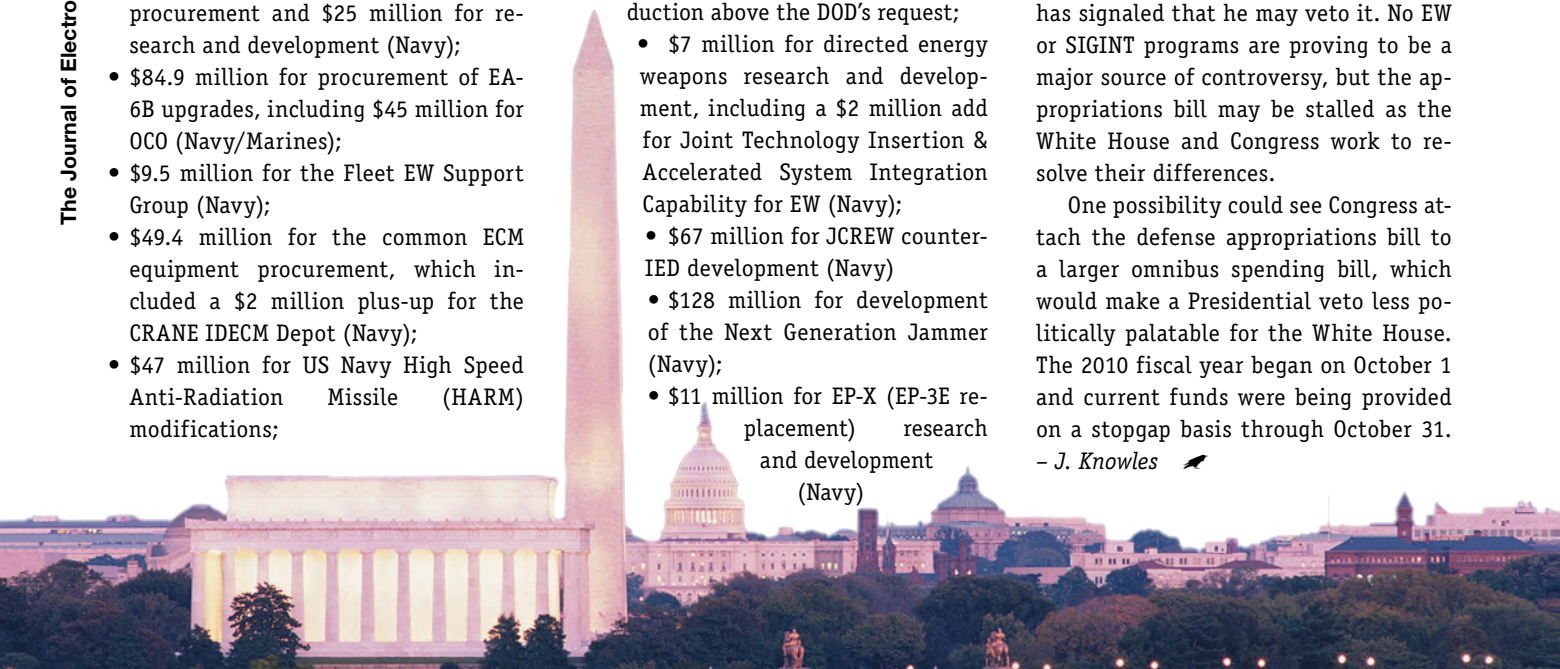 The Journal of Electro
procurement and $25 million for re-
search and development (Navy);
• $84.9 million for procurement of EA-
6B upgrades, including $45 million for
OCO (Navy/Marines);
• $9.5 million for the Fleet EW Support
Group (Navy);
• $49.4 million for the common ECM
equipment procurement, which in-
cluded a $2 million plus-up for the
CRANE IDECM Depot (Navy);
• $47 million for US Navy High Speed
Anti-Radiation Missile (HARM)
modifications;
duction above the DOD's request;
• $7 million for directed energy
weapons research and develop-
ment, including a $2 million add
for Joint Technology Insertion &
Accelerated System Integration
Capability for EW (Navy);
• $67 million for JCREW counter-
IED development (Navy)
• $128 million for development
of the Next Generation Jammer
(Navy);
• $11 million for EP-X (EP-3E re-
placement) research
and development
(Navy)
has signaled that he may veto it. No EW
or SIGINT programs are proving to be a
major source of controversy, but the ap-
propriations bill may be stalled as the
White House and Congress work to re-
solve their differences.
One possibility could see Congress at-
tach the defense appropriations bill to
a larger omnibus spending bill, which
would make a Presidential veto less po-
litically palatable for the White House.
The 2010 fiscal year began on October 1
and current funds were being provided
on a stopgap basis through October 31.
– J. Knowles